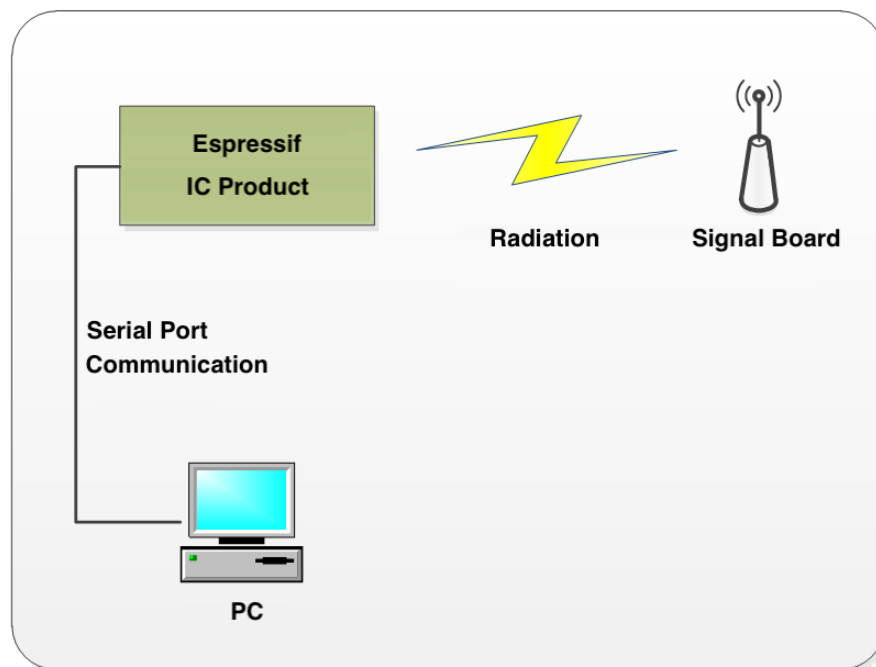 Espressif
IC Product
Radiation
Signal Board
Serial Port
Communication
PC